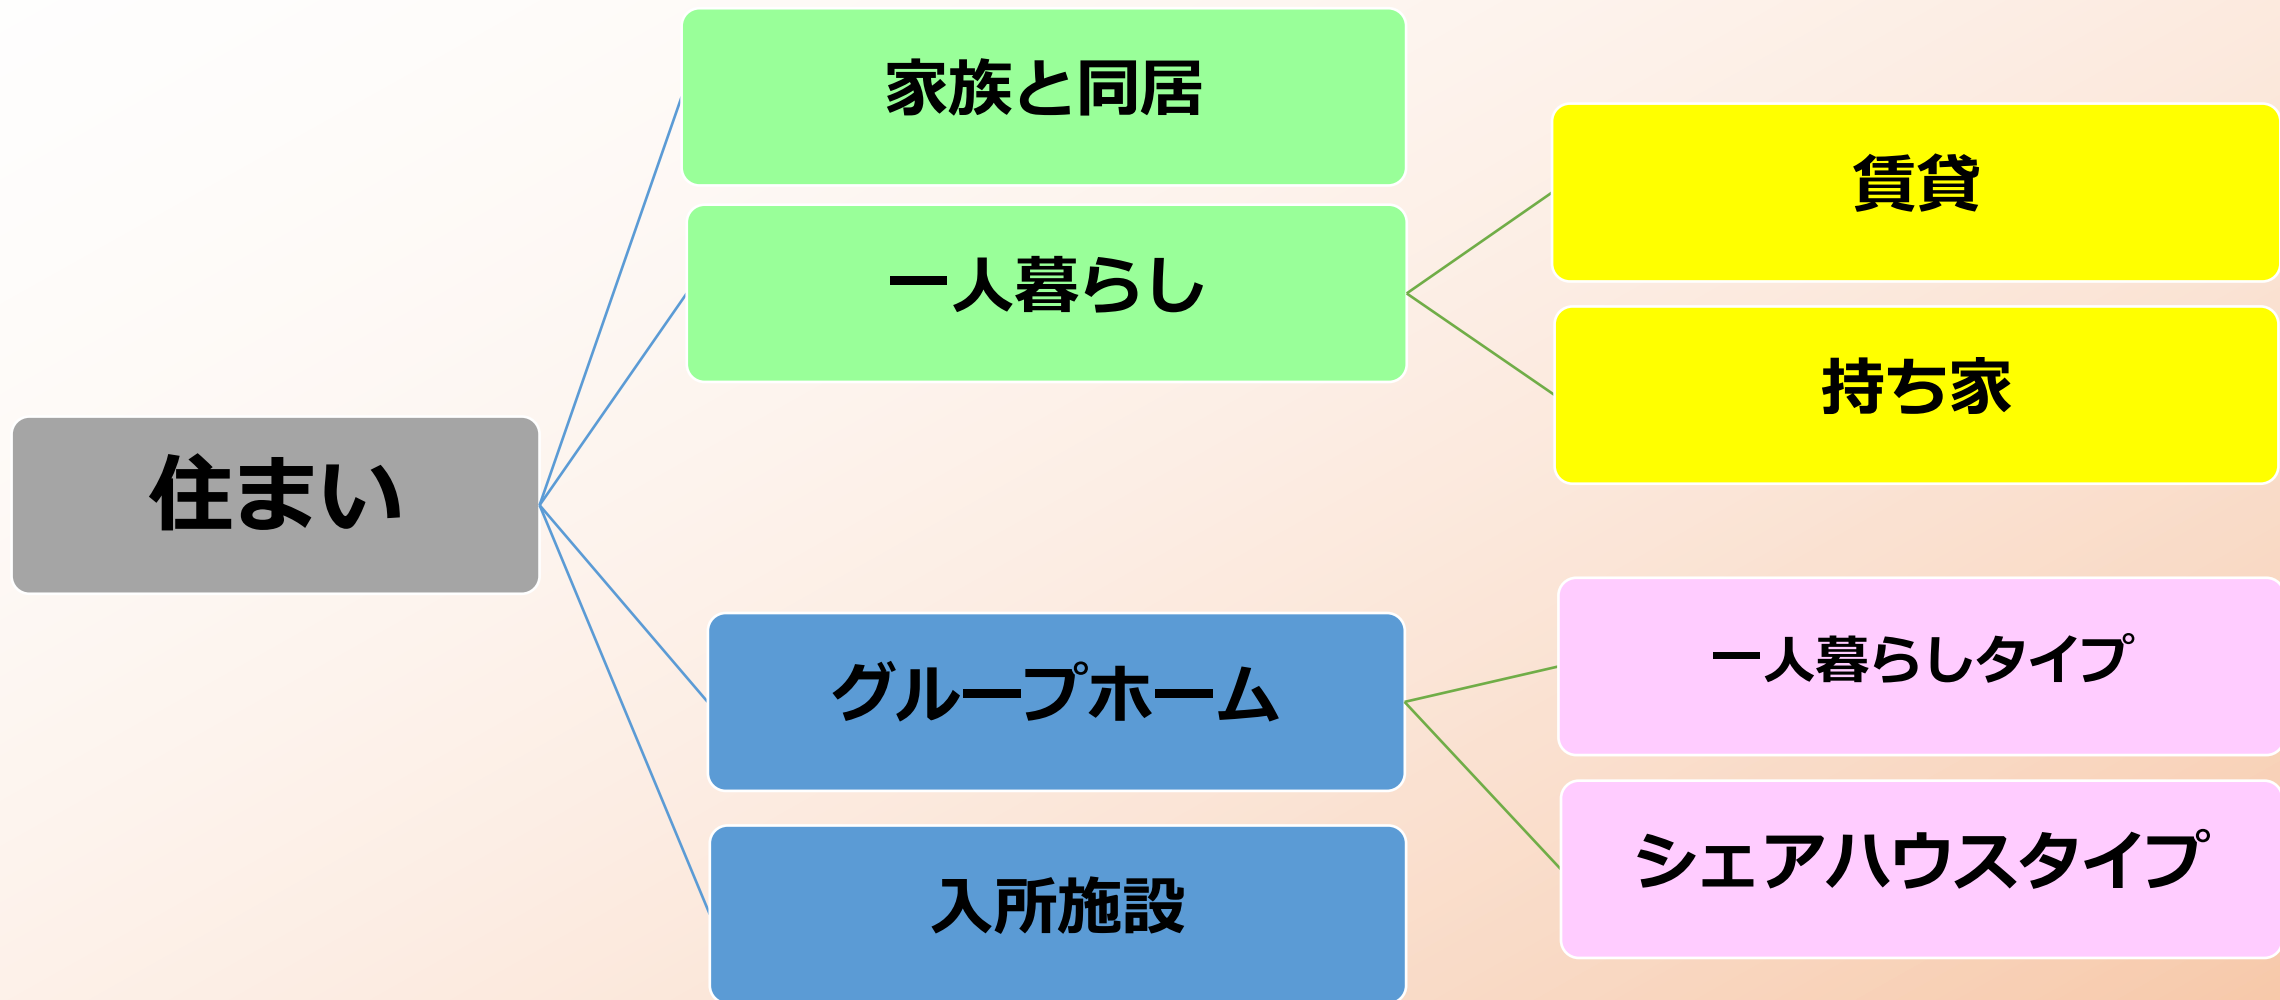 住まい
家族と同居
一人暮らし
賃貸
持ち家
グループホーム
一人暮らしタイプ
シェアハウスタイプ
入所施設